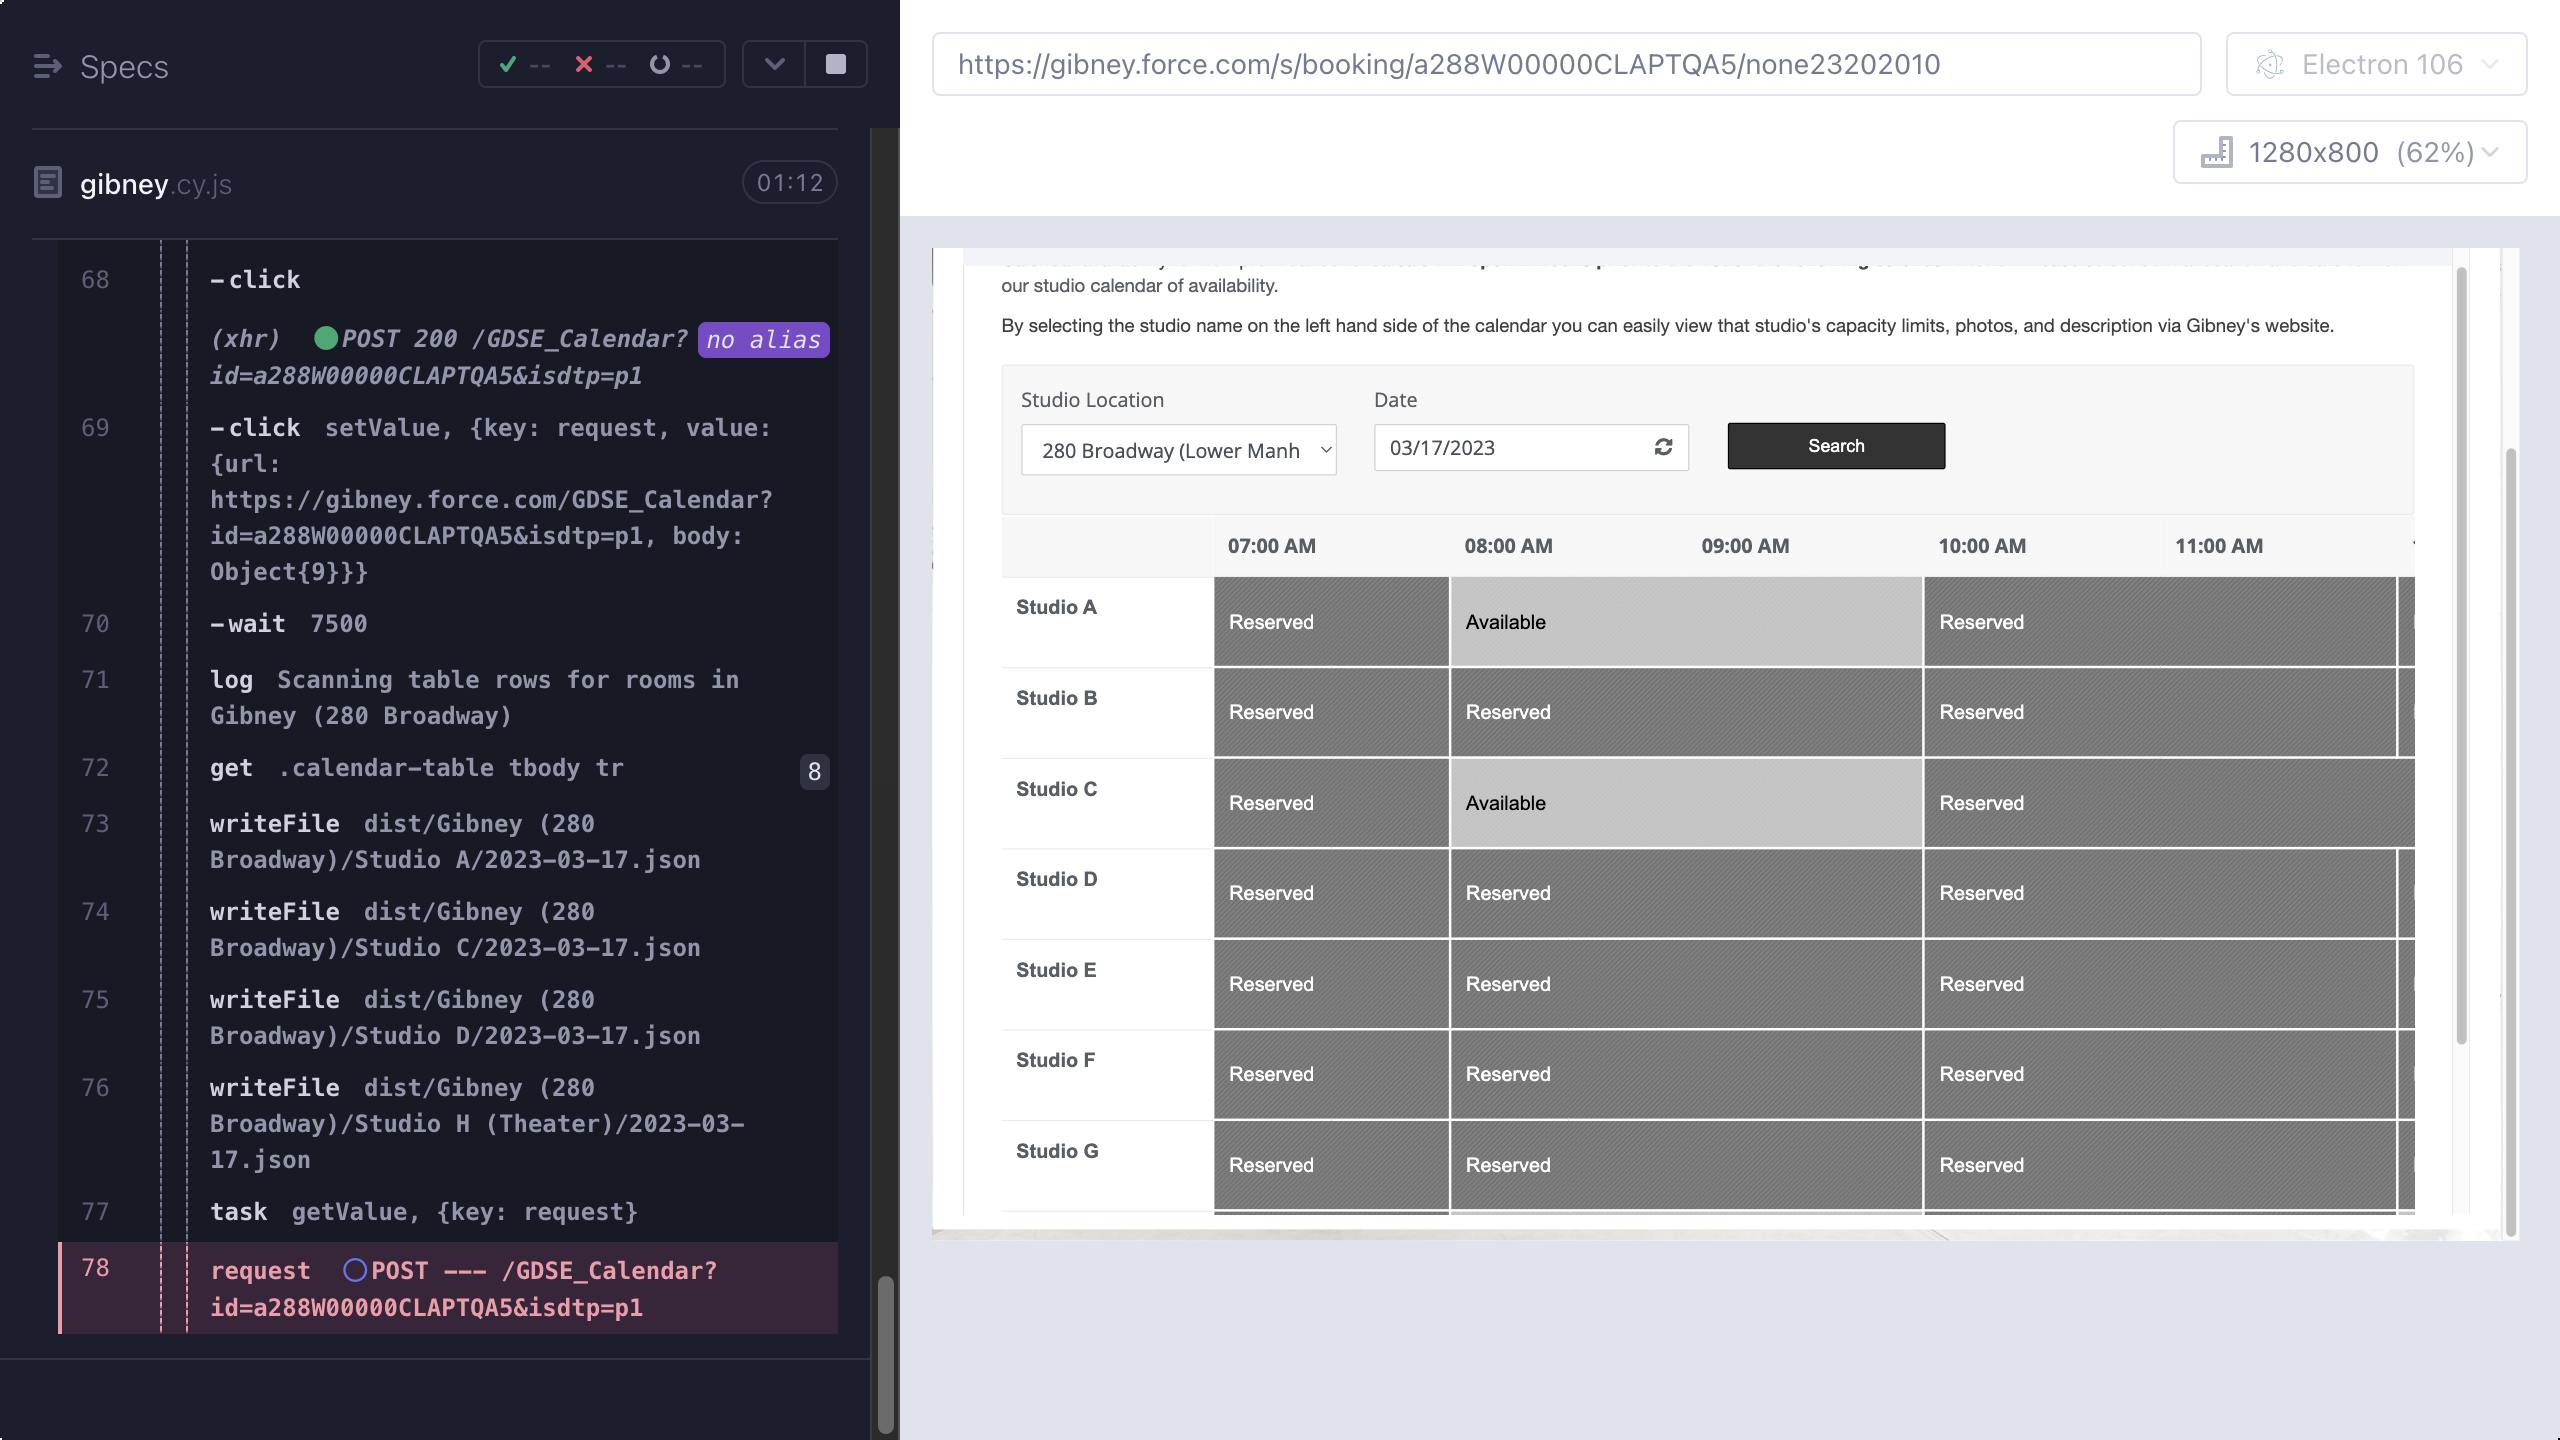 Specs
-- -- --
gibney.cy.js
01:12
68 -click
(xhr) POST 200 /GDSE_Calendar? no alias
id=a288W00000CLAPTQA5&isdtp=p1
69 -click setValue, {key: request, value:
{url:
https://gibney.force.com/GDSE_Calendar?
id=a288W00000CLAPTQA5&isdtp=p1, body:
Object{9}}}
70 -wait 7500
71 log Scanning table rows for rooms in
Gibney (280 Broadway)
72 get .calendar-table tbody tr 8
73 writeFile dist/Gibney (280
Broadway)/Studio A/2023-03-17.json
74 writeFile dist/Gibney (280
Broadway)/Studio C/2023-03-17.json
75 writeFile dist/Gibney (280
Broadway)/Studio D/2023-03-17.json
76 writeFile dist/Gibney (280
Broadway)/Studio H (Theater)/2023-03-
17.json
77 task getValue, {key: request}
78 request POST --- /GDSE_Calendar?
id=a288W00000CLAPTQA5&isdtp=p1
https://gibney.force.com/s/booking/a288W00000CLAPTQA5/none23202010
Electron 106
1280x800 (62%)
our studio calendar of availability.
By selecting the studio name on the left hand side of the calendar you can easily view that studio's capacity limits, photos, and description via Gibney's website.
Studio Location
Date
280 Broadway (Lower Manh
03/17/2023
Search
07:00 AM 08:00 AM 09:00 AM 10:00 AM 11:00 AM
Studio A Reserved Available Reserved
Studio B Reserved Reserved Reserved
Studio C Reserved Available Reserved
Studio D Reserved Reserved Reserved
Studio E Reserved Reserved Reserved
Studio F Reserved Reserved Reserved
Studio G Reserved Reserved Reserved